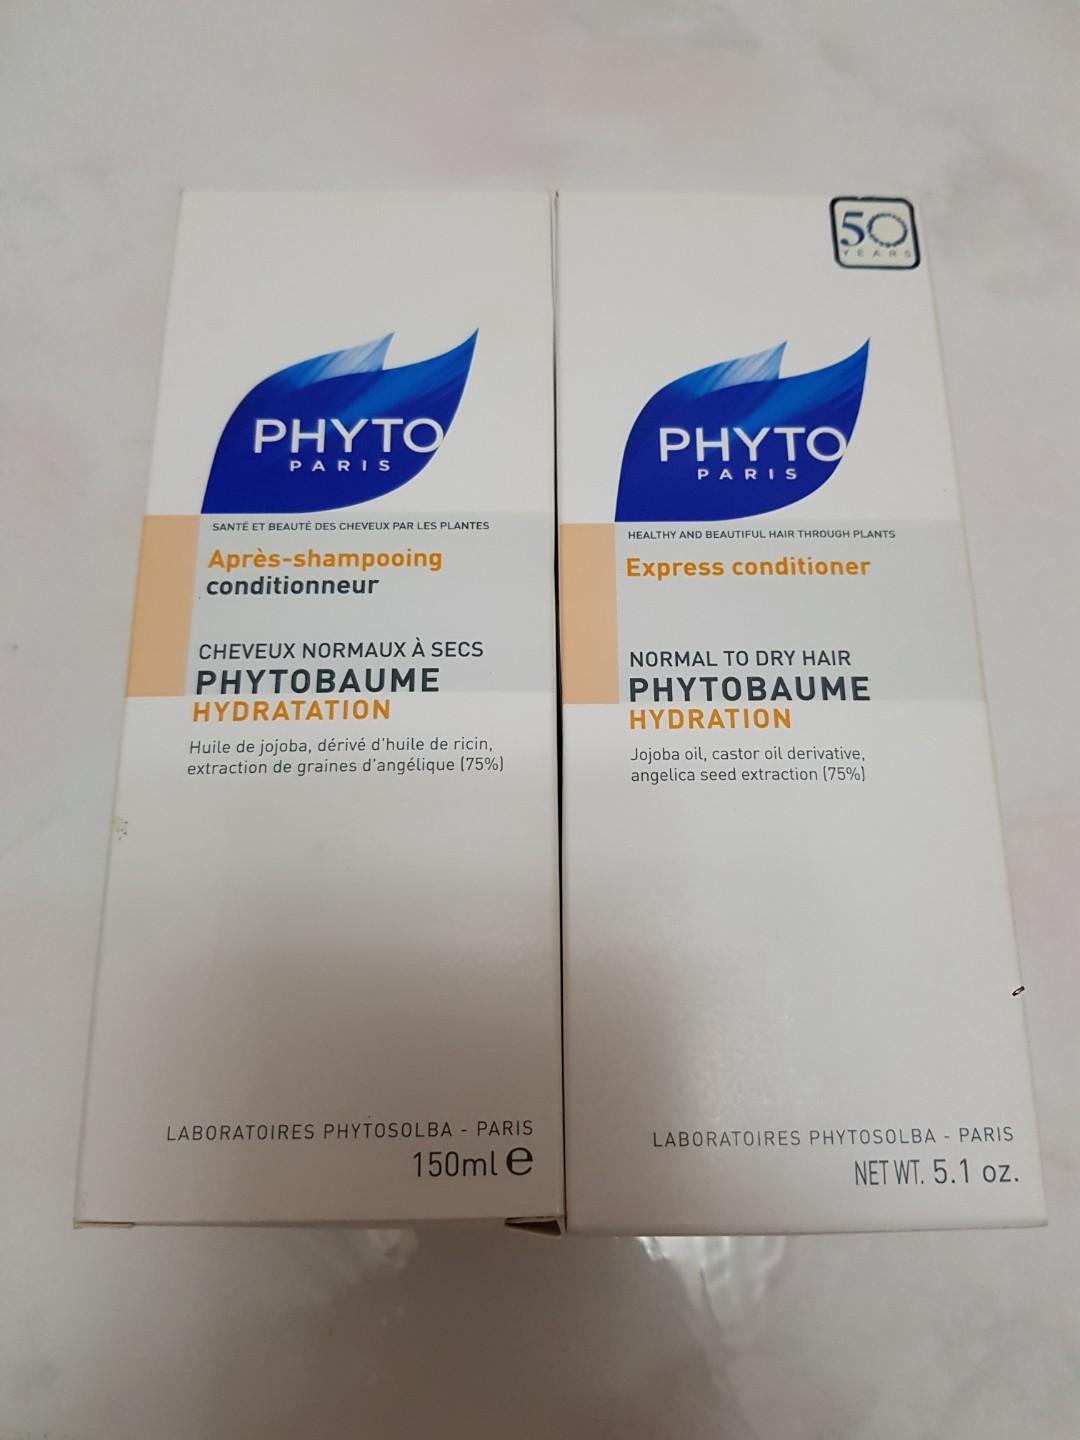 PHYTO
PARIS
SANTÉ ET BEAUTÉ DES CHEVEUX PAR LES PLANTES
Après-shampooing
conditionneur
CHEVEUX NORMAUX À SECS
PHYTOBAUME
HYDRATATION
Huile de jojoba, dérivé d'huile de ricin,
extraction de graines d'angélique (75%)
LABORATOIRES PHYTOSOLBA - PARIS
150ml e
50
YEARS
PHYTO
PARIS
HEALTHY AND BEAUTIFUL HAIR THROUGH PLANTS
Express conditioner
NORMAL TO DRY HAIR
PHYTOBAUME
HYDRATION
Jojoba oil, castor oil derivative,
angelica seed extraction (75%)
LABORATOIRES PHYTOSOLBA - PARIS
NET WT. 5.1 oz.